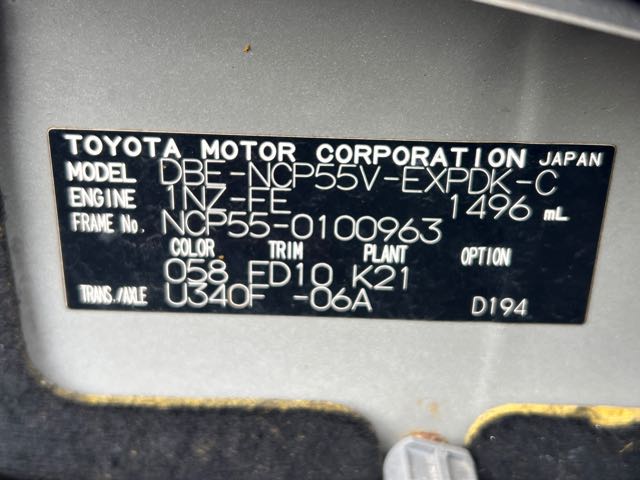 TOYOTA MOTOR CORPORATION JAPAN
MODEL DBE-NCP55V-EXPDK-C
ENGINE 1NZ-FE 1496 mL
FRAME No. NCP55-0100963
COLOR TRIM PLANT OPTION
058 FD10 K21
TRANS./AXLE U340F -06A D194